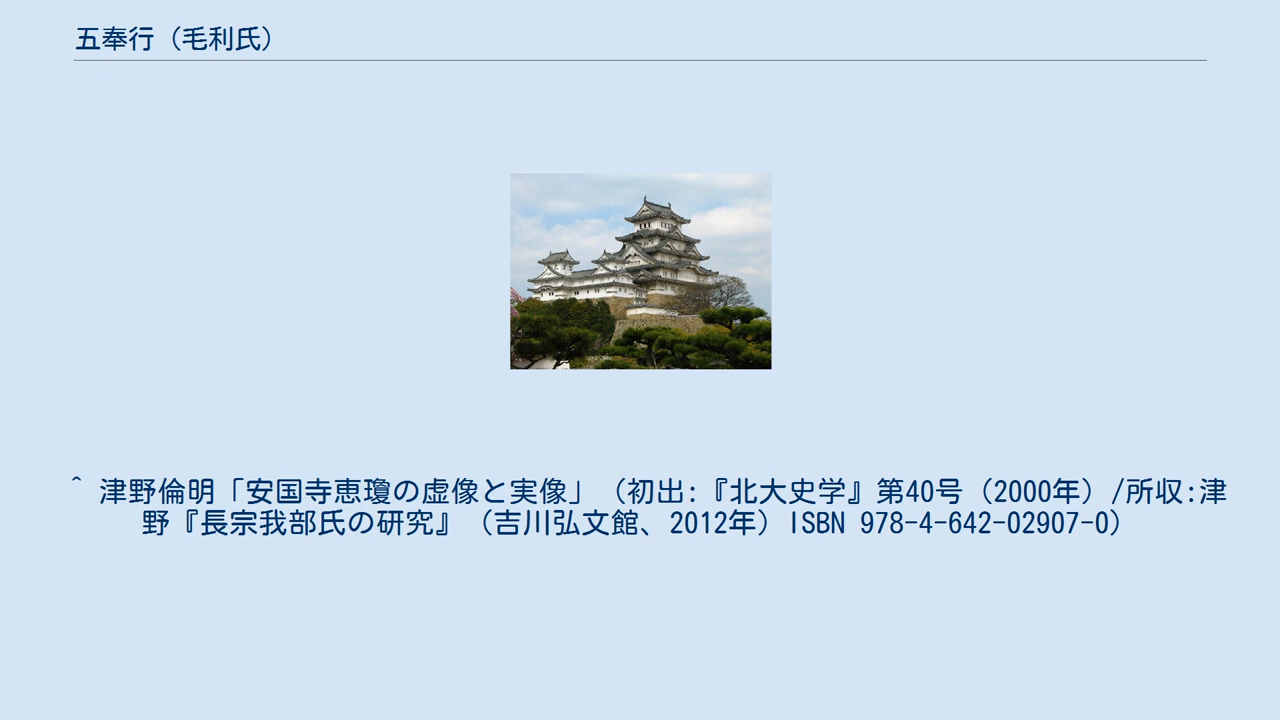 五奉行（毛利氏）
^ 津野倫明「安国寺恵瓊の虚像と実像」（初出:『北大史学』第40号（2000年）/所収:津
野『長宗我部氏の研究』（吉川弘文館、2012年）ISBN 978-4-642-02907-0）